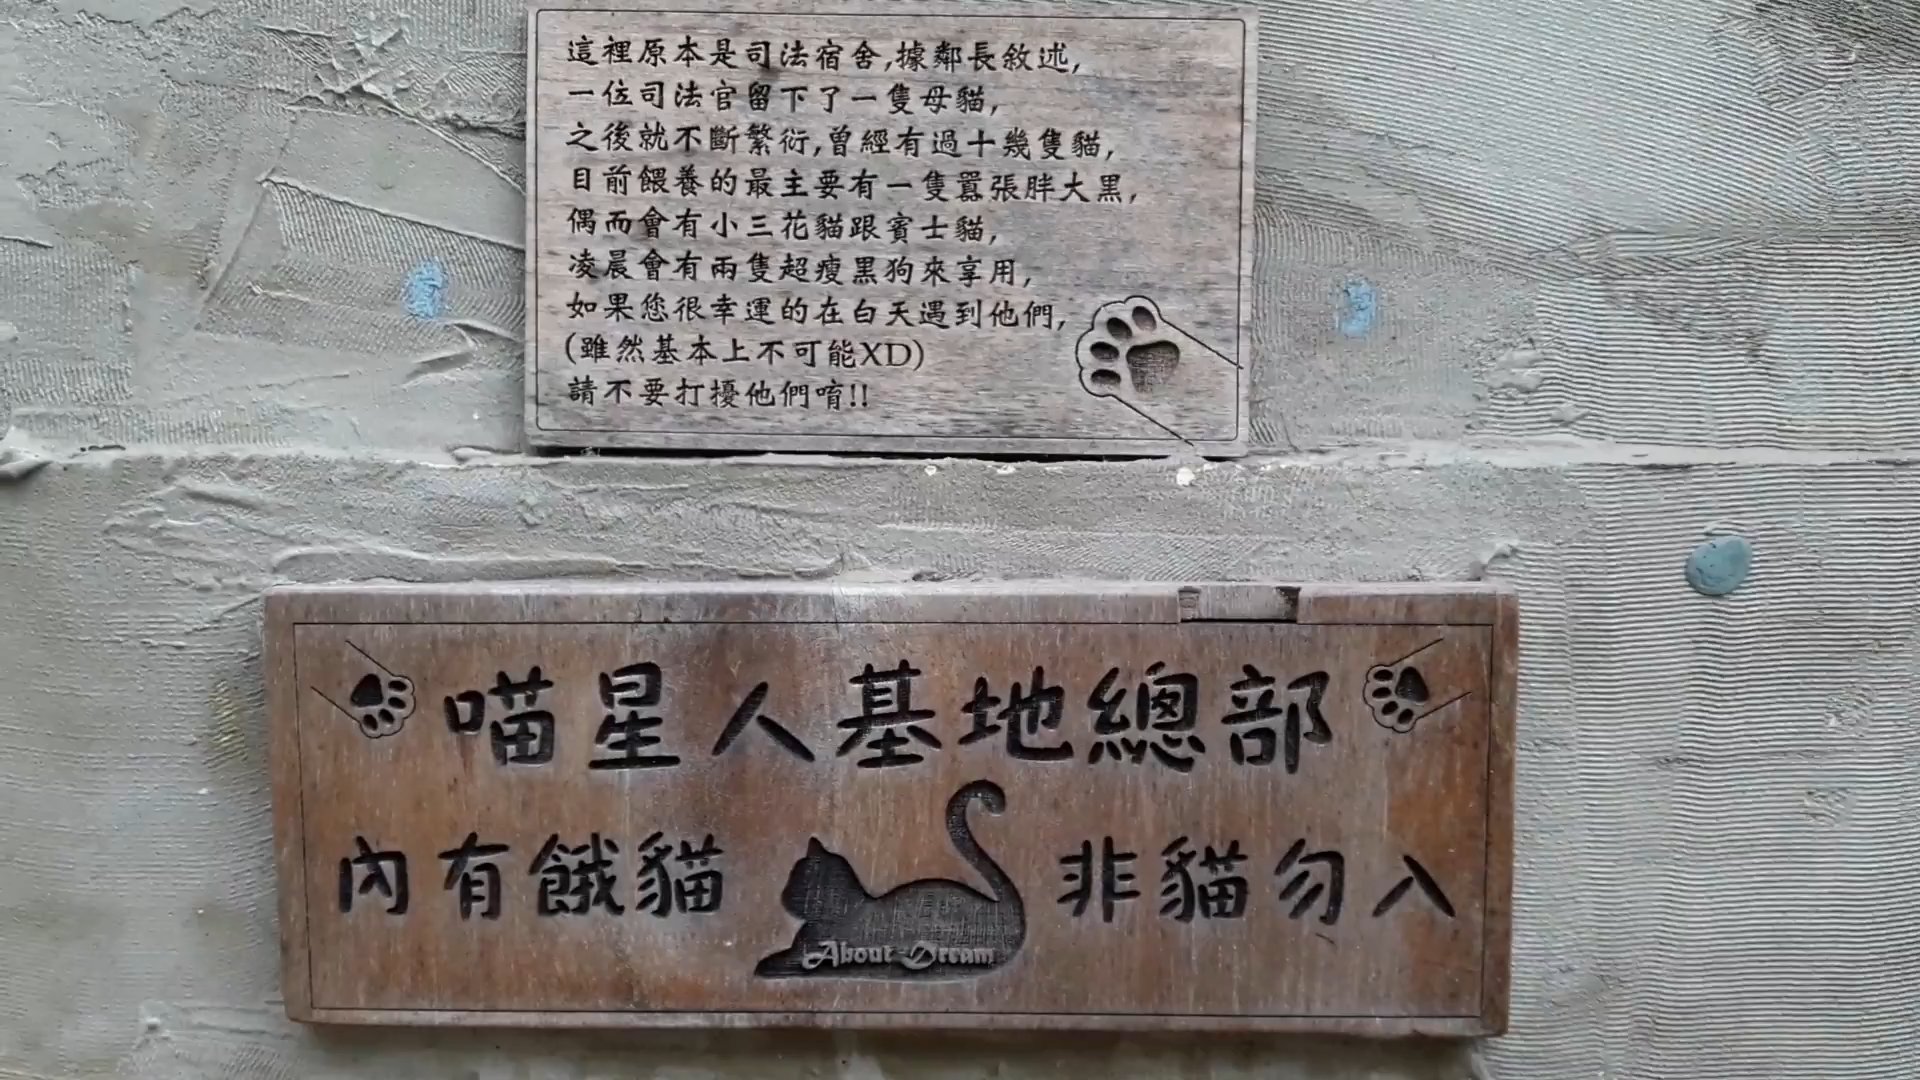 這裡原本是司法宿舍,據鄰長敘述,
一位司法官留下了一隻母貓,
之後就不斷繁衍,曾經有過十幾隻貓,
目前餵養的最主要有一隻囂張胖大黑,
偶而會有小三花貓跟賓士貓,
凌晨會有兩隻超瘦黑狗來享用,
如果您很幸運的在白天遇到他們,
(雖然基本上不可能XD)
請不要打擾他們唷!!
喵星人基地總部
內有餓貓 非貓勿入
About Dream